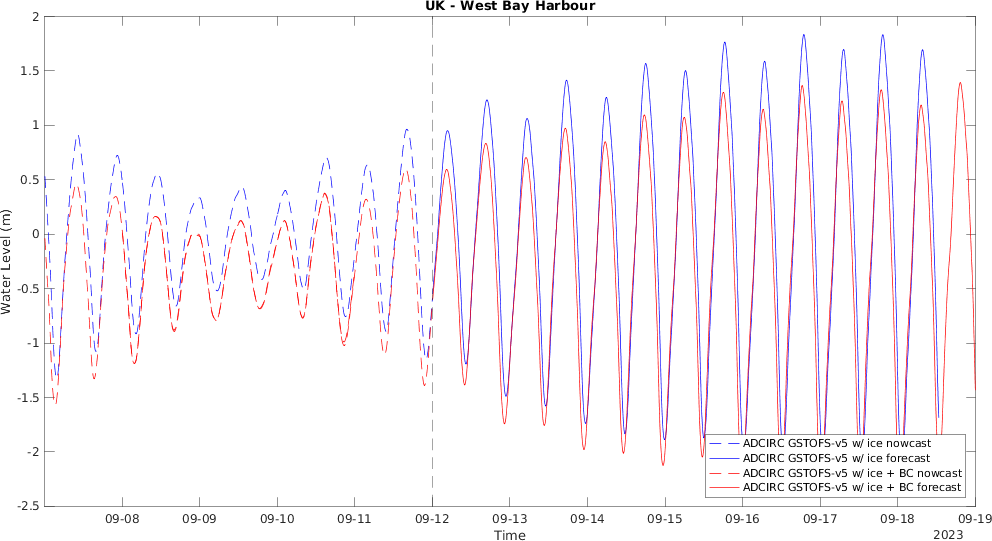 UK - West Bay Harbour
Water Level (m)
2
1.5
1
0.5
0
-0.5
-1
-1.5
-2
-2.5
ADCIRC GSTOFS-v5 w/ ice nowcast
ADCIRC GSTOFS-v5 w/ ice forecast
ADCIRC GSTOFS-v5 w/ ice + BC nowcast
ADCIRC GSTOFS-v5 w/ ice + BC forecast
09-08 09-09 09-10 09-11 09-12 09-13 09-14 09-15 09-16 09-17 09-18 09-19
Time
2023